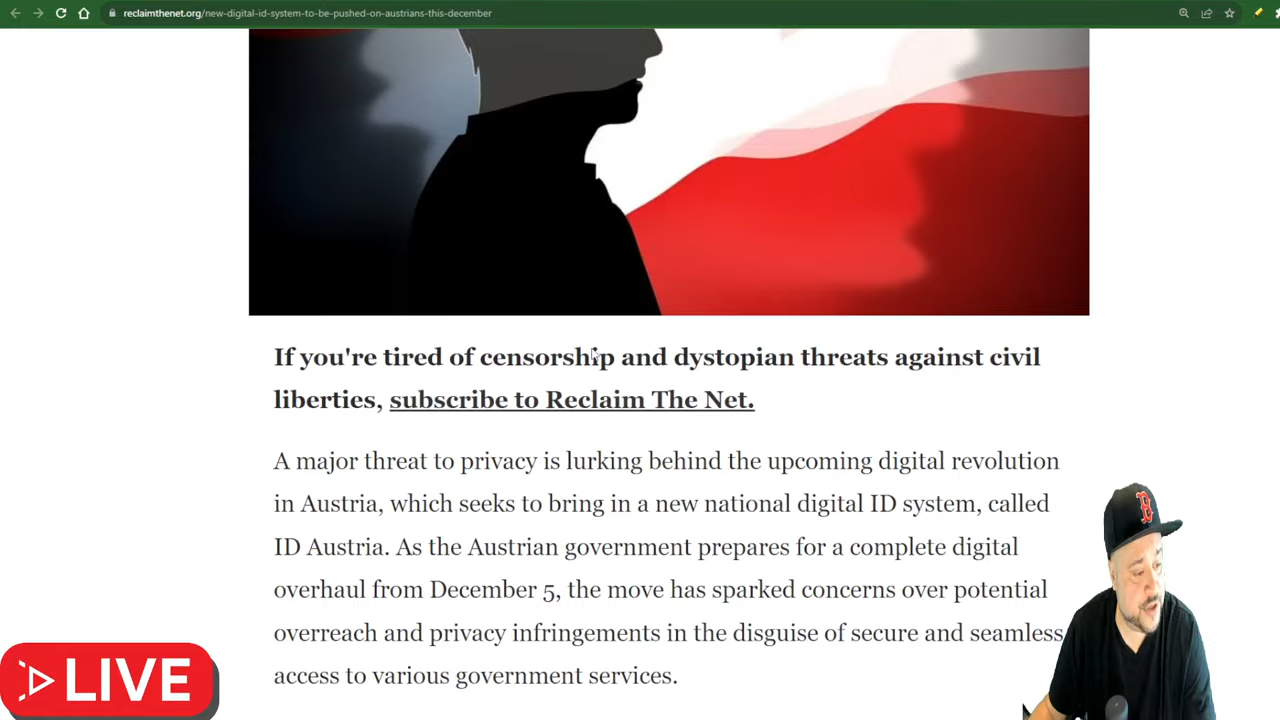 reclaimthenet.org/new-digital-id-system-to-be-pushed-on-austrians-this-december
If you're tired of censorship and dystopian threats against civil
liberties, subscribe to Reclaim The Net.
A major threat to privacy is lurking behind the upcoming digital revolution
in Austria, which seeks to bring in a new national digital ID system, called
ID Austria. As the Austrian government prepares for a complete digital
overhaul from December 5, the move has sparked concerns over potential
overreach and privacy infringements in the disguise of secure and seamless
access to various government services.
B
LIVE